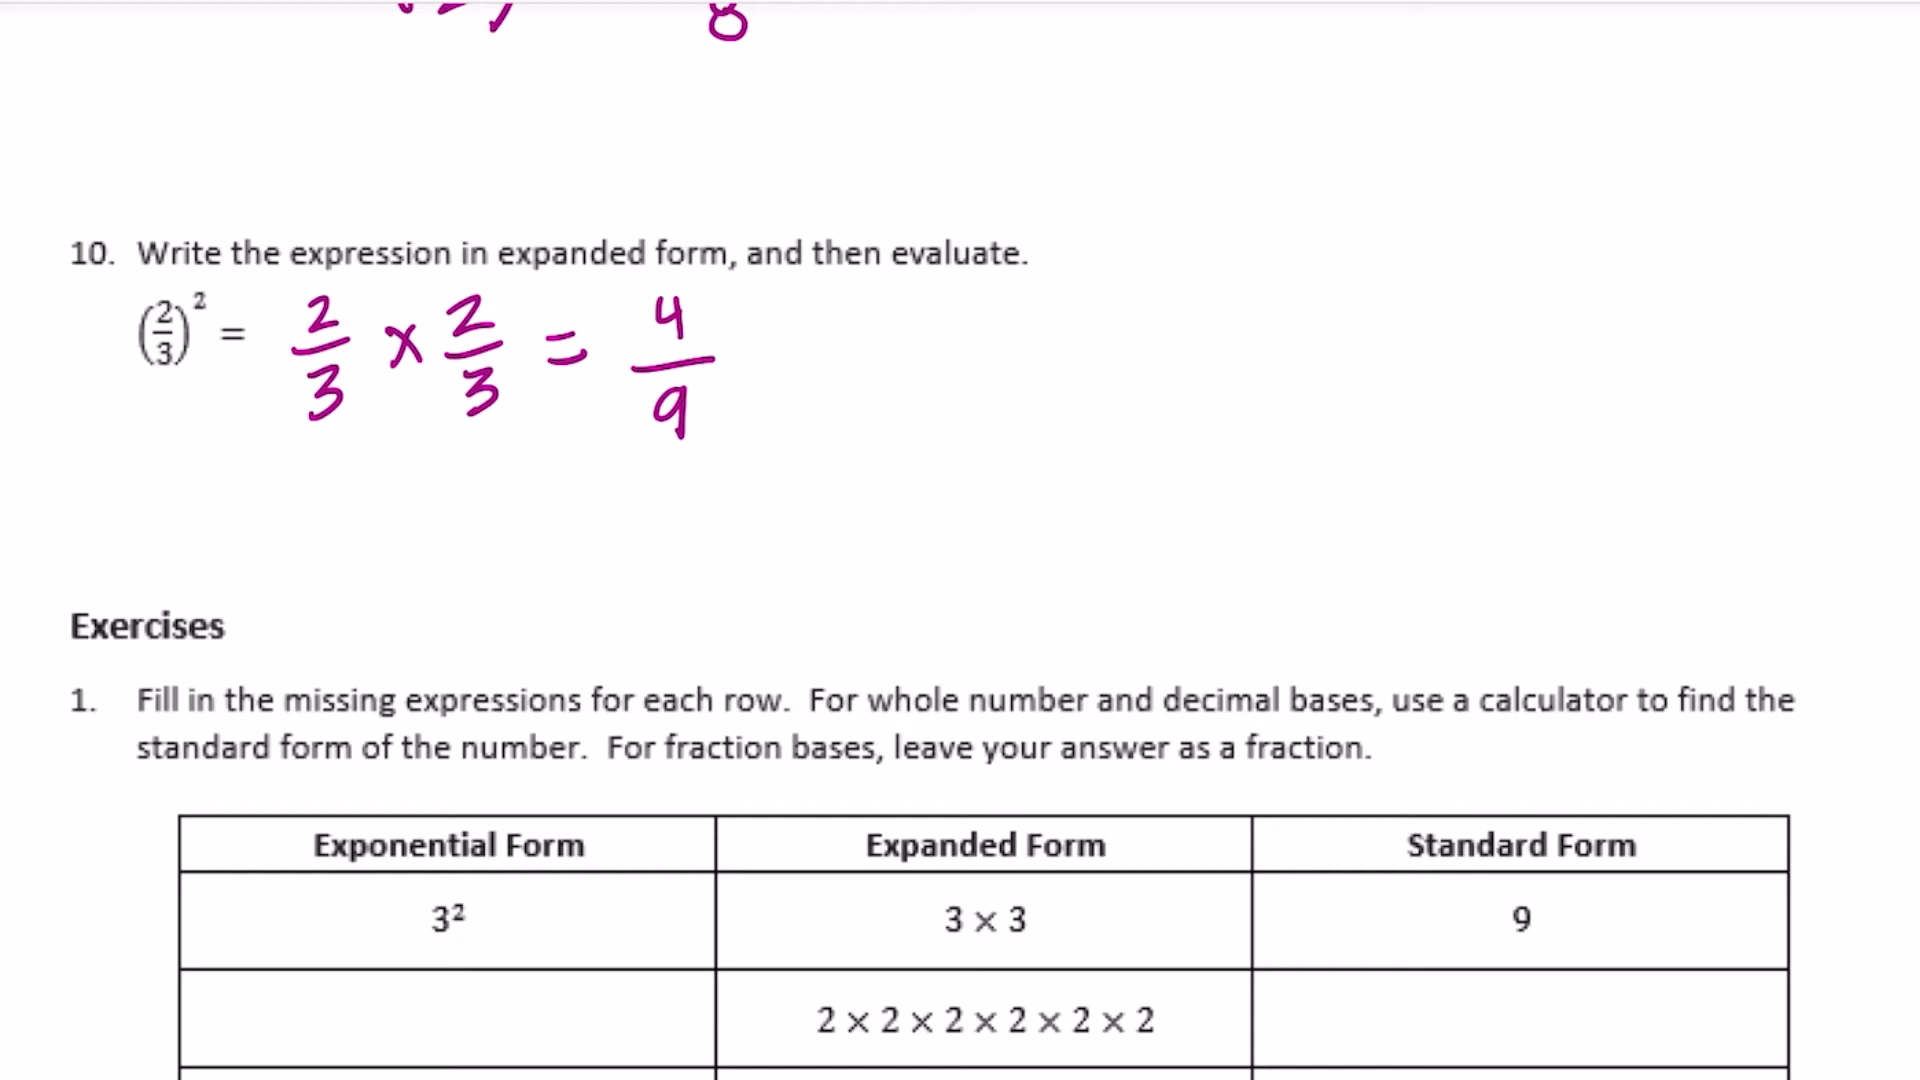 10. Write the expression in expanded form, and then evaluate.
(2/3)² = 2/3 × 2/3 = 4/9
Exercises
1. Fill in the missing expressions for each row. For whole number and decimal bases, use a calculator to find the
standard form of the number. For fraction bases, leave your answer as a fraction.
Exponential Form Expanded Form Standard Form
3² 3 × 3 9
2 × 2 × 2 × 2 × 2 × 2